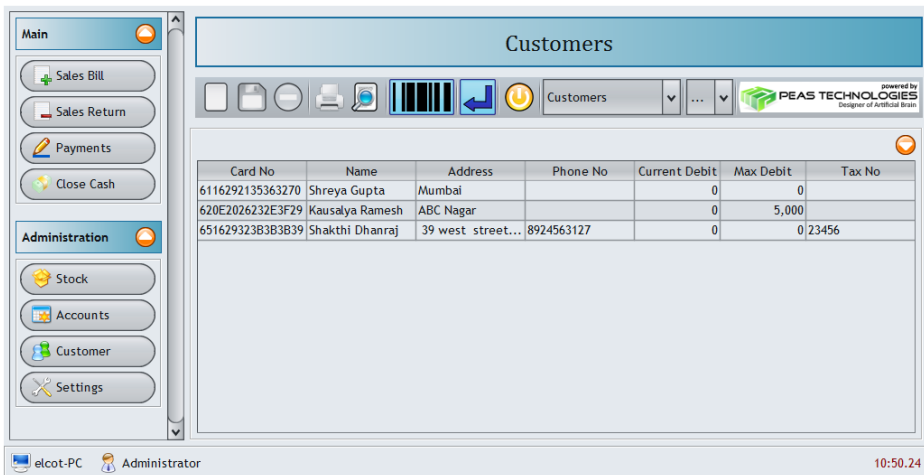 Main
Sales Bill
Sales Return
Payments
Close Cash
Administration
Stock
Accounts
Customer
Settings
Customers
Customers
...
powered by
PEAS TECHNOLOGIES
Designer of Artificial Brain
Card No Name Address Phone No Current Debit Max Debit Tax No
6116292135363270 Shreya Gupta Mumbai 0 0
620E2026232E3F29 Kausalya Ramesh ABC Nagar 0 5,000
651629323B3B3B39 Shakthi Dhanraj 39 west street... 8924563127 0 0 23456
elcot-PC Administrator 10:50.24